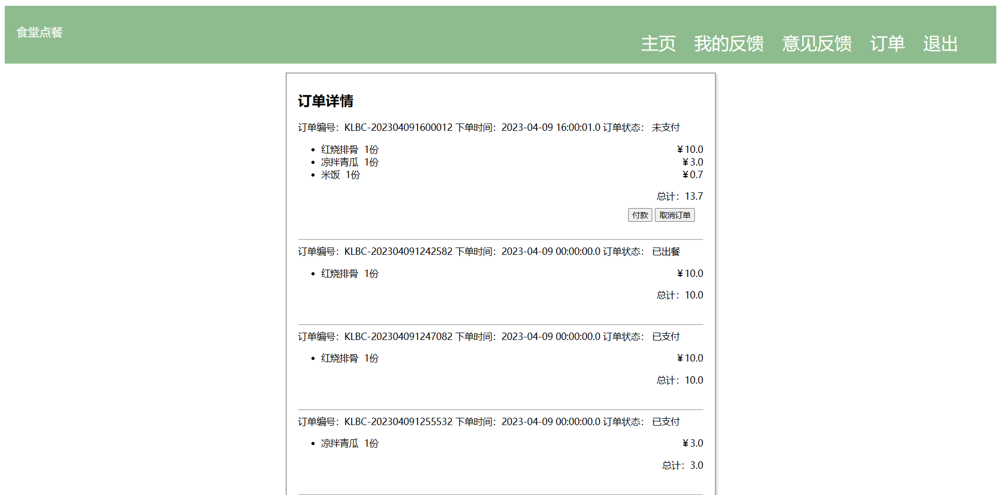 食堂点餐
主页 我的反馈 意见反馈 订单 退出
订单详情
订单编号：KLBC-202304091600012 下单时间：2023-04-09 16:00:01.0 订单状态： 未支付
• 红烧排骨 1份 ¥10.0
• 凉拌青瓜 1份 ¥3.0
• 米饭 1份 ¥0.7
总计：13.7
付款 取消订单
订单编号：KLBC-202304091242582 下单时间：2023-04-09 00:00:00.0 订单状态： 已出餐
• 红烧排骨 1份 ¥10.0
总计：10.0
订单编号：KLBC-202304091247082 下单时间：2023-04-09 00:00:00.0 订单状态： 已支付
• 红烧排骨 1份 ¥10.0
总计：10.0
订单编号：KLBC-202304091255532 下单时间：2023-04-09 00:00:00.0 订单状态： 已支付
• 凉拌青瓜 1份 ¥3.0
总计：3.0